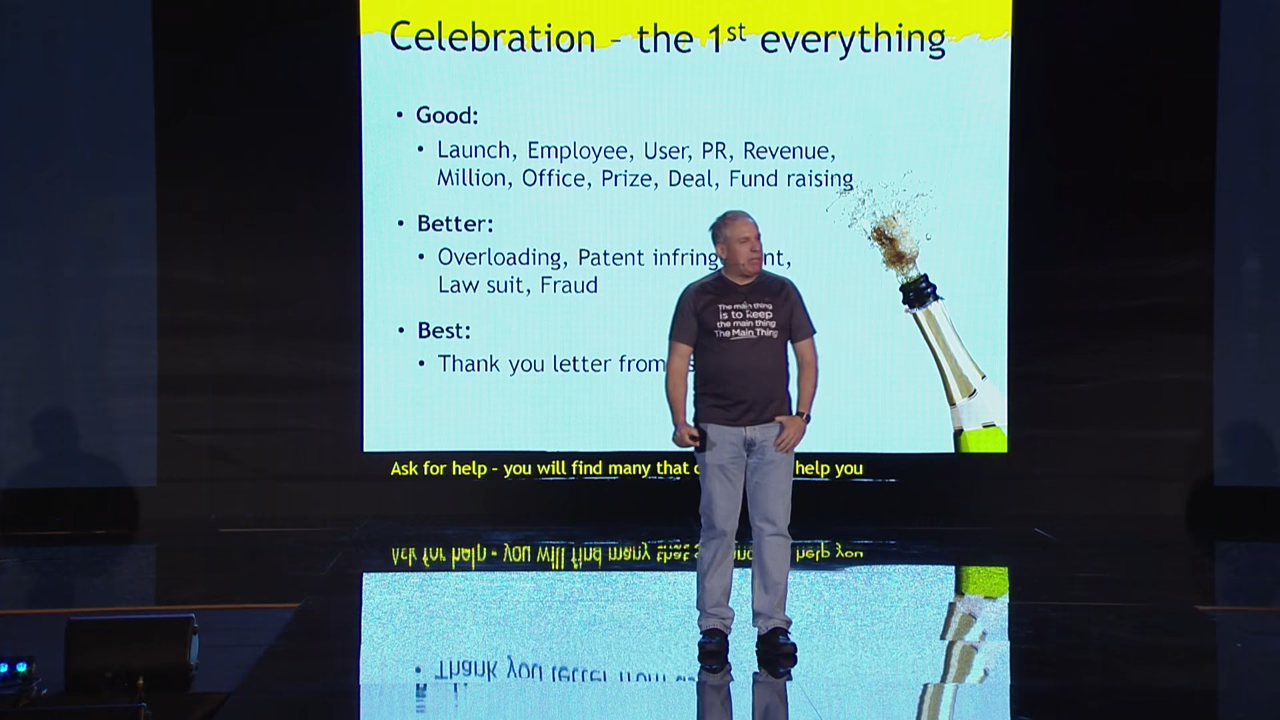 Celebration – the 1st everything
• Good:
• Launch, Employee, User, PR, Revenue,
Million, Office, Prize, Deal, Fund raising
• Better:
• Overloading, Patent infring nt,
Law suit, Fraud
• Best:
• Thank you letter from
The main thing
is to keep
the main thing
The Main Thing
Ask for help - you will find many that help you